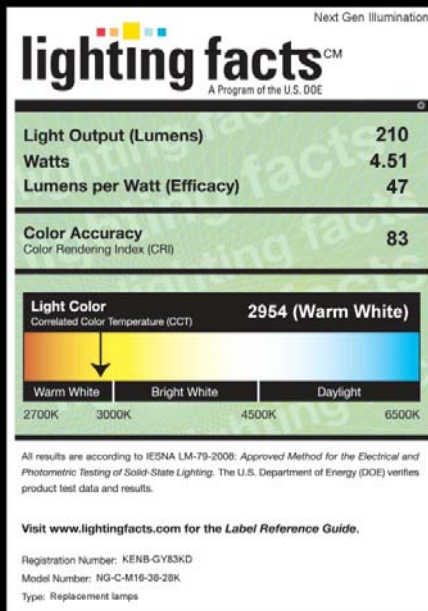 Next Gen Illumination
lighting facts CM
A Program of the U.S. DOE
Light Output (Lumens) 210
Watts 4.51
Lumens per Watt (Efficacy) 47
Color Accuracy 83
Color Rendering Index (CRI)
Light Color 2954 (Warm White)
Correlated Color Temperature (CCT)
Warm White Bright White Daylight
2700K 3000K 4500K 6500K
All results are according to IESNA LM-79-2008: Approved Method for the Electrical and
Photometric Testing of Solid-State Lighting. The U.S. Department of Energy (DOE) verifies
product test data and results.
Visit www.lightingfacts.com for the Label Reference Guide.
Registration Number: KENB-GY83KD
Model Number: NG-C-M16-38-28K
Type: Replacement lamps